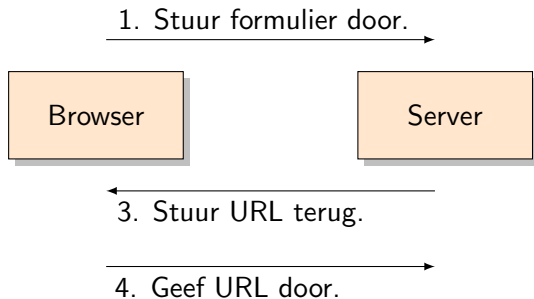 1. Stuur formulier door.
Browser
Server
3. Stuur URL terug.
4. Geef URL door.